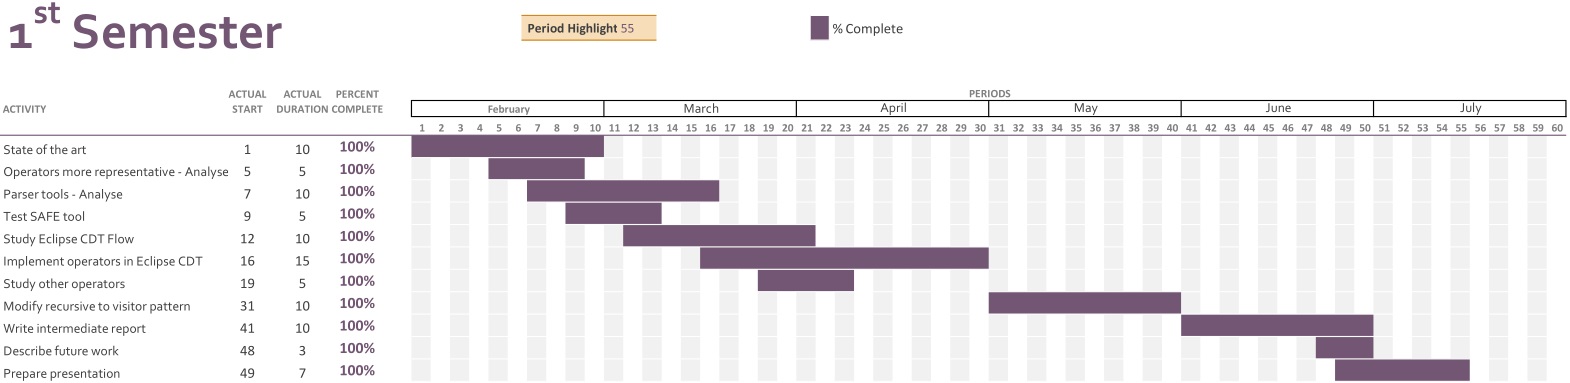 1st Semester
Period Highlight 55
% Complete
ACTIVITY ACTUAL START ACTUAL DURATION PERCENT COMPLETE PERIODS
February March April May June July
1 2 3 4 5 6 7 8 9 10 11 12 13 14 15 16 17 18 19 20 21 22 23 24 25 26 27 28 29 30 31 32 33 34 35 36 37 38 39 40 41 42 43 44 45 46 47 48 49 50 51 52 53 54 55 56 57 58 59 60
State of the art 1 10 100%
Operators more representative - Analyse 5 5 100%
Parser tools - Analyse 7 10 100%
Test SAFE tool 9 5 100%
Study Eclipse CDT Flow 12 10 100%
Implement operators in Eclipse CDT 16 15 100%
Study other operators 19 5 100%
Modify recursive to visitor pattern 31 10 100%
Write intermediate report 41 10 100%
Describe future work 48 3 100%
Prepare presentation 49 7 100%